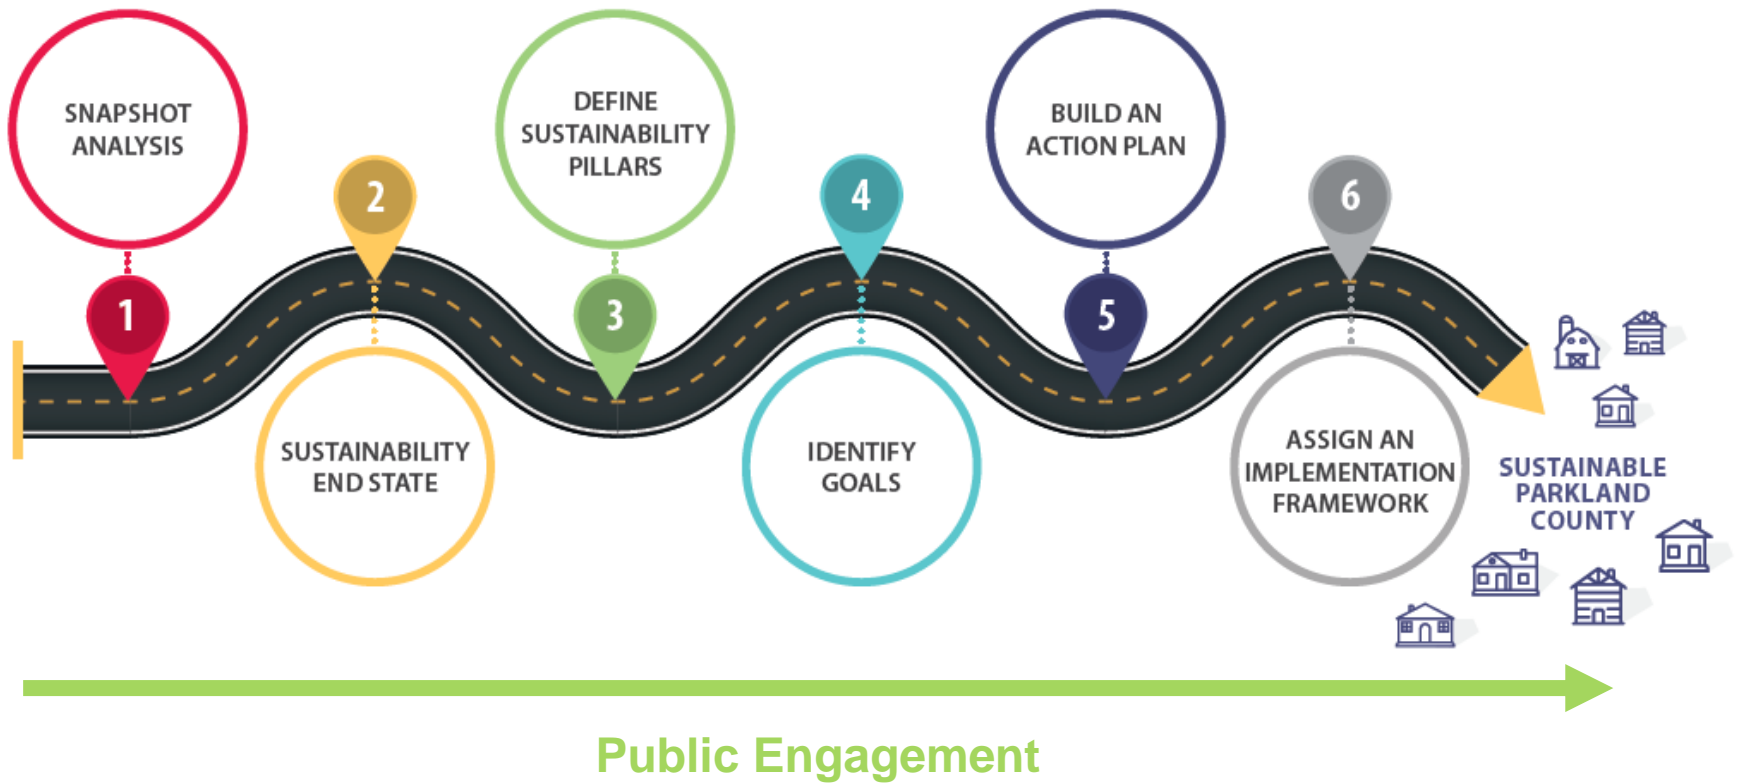 SNAPSHOT
ANALYSIS
1
2
SUSTAINABILITY
END STATE
DEFINE
SUSTAINABILITY
PILLARS
3
4
IDENTIFY
GOALS
BUILD AN
ACTION PLAN
5
6
ASSIGN AN
IMPLEMENTATION
FRAMEWORK
SUSTAINABLE
PARKLAND
COUNTY
Public Engagement